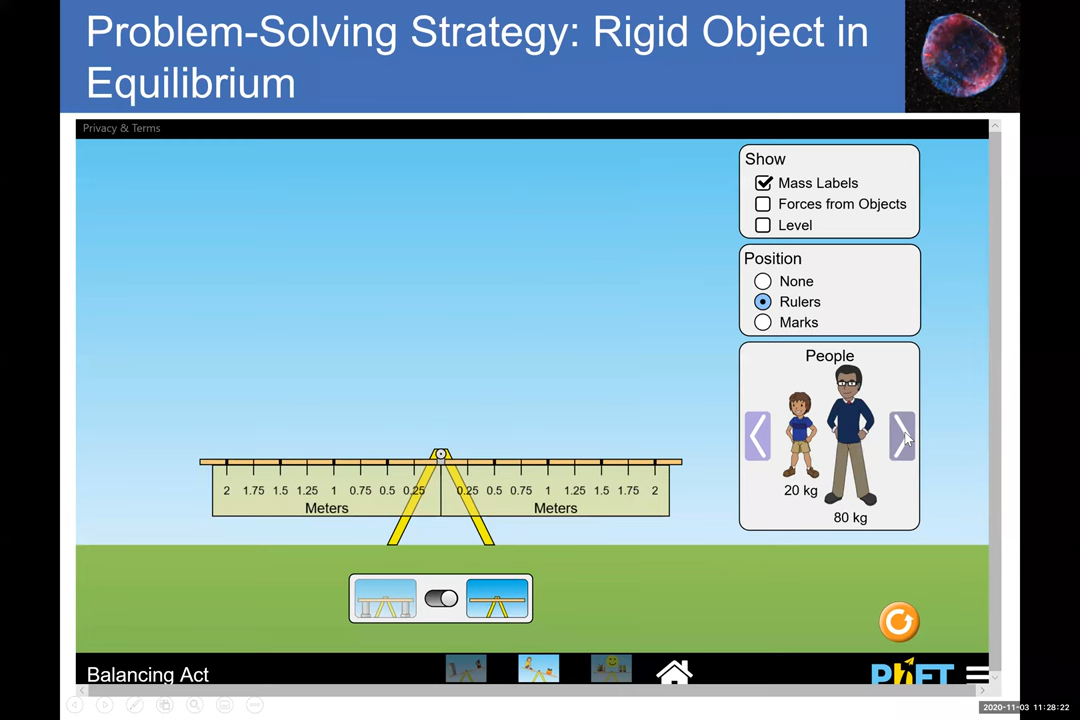 Problem-Solving Strategy: Rigid Object in
Equilibrium
Privacy & Terms
Show
Mass Labels
Forces from Objects
Level
Position
None
Rulers
Marks
People
20 kg
80 kg
2 1.75 1.5 1.25 1 0.75 0.5 0.25 0.25 0.5 0.75 1 1.25 1.5 1.75 2
Meters Meters
Balancing Act
PhET
2020-11-03 11:28:22